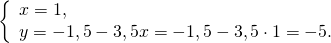 x = 1,
y = −1,5 − 3,5x = −1,5 − 3,5 · 1 = −5.